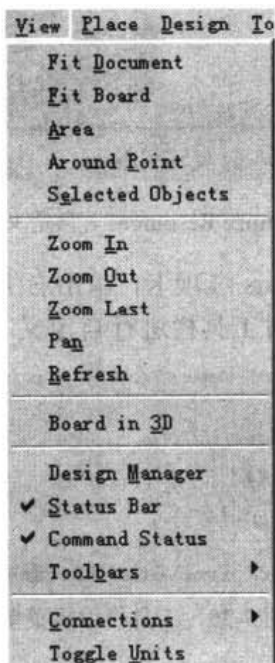 View Place Design To
Fit Document
Fit Board
Area
Around Point
Selected Objects
Zoom In
Zoom Out
Zoom Last
Pan
Refresh
Board in 3D
Design Manager
Status Bar
Command Status
Toolbars
Connections
Toggle Units